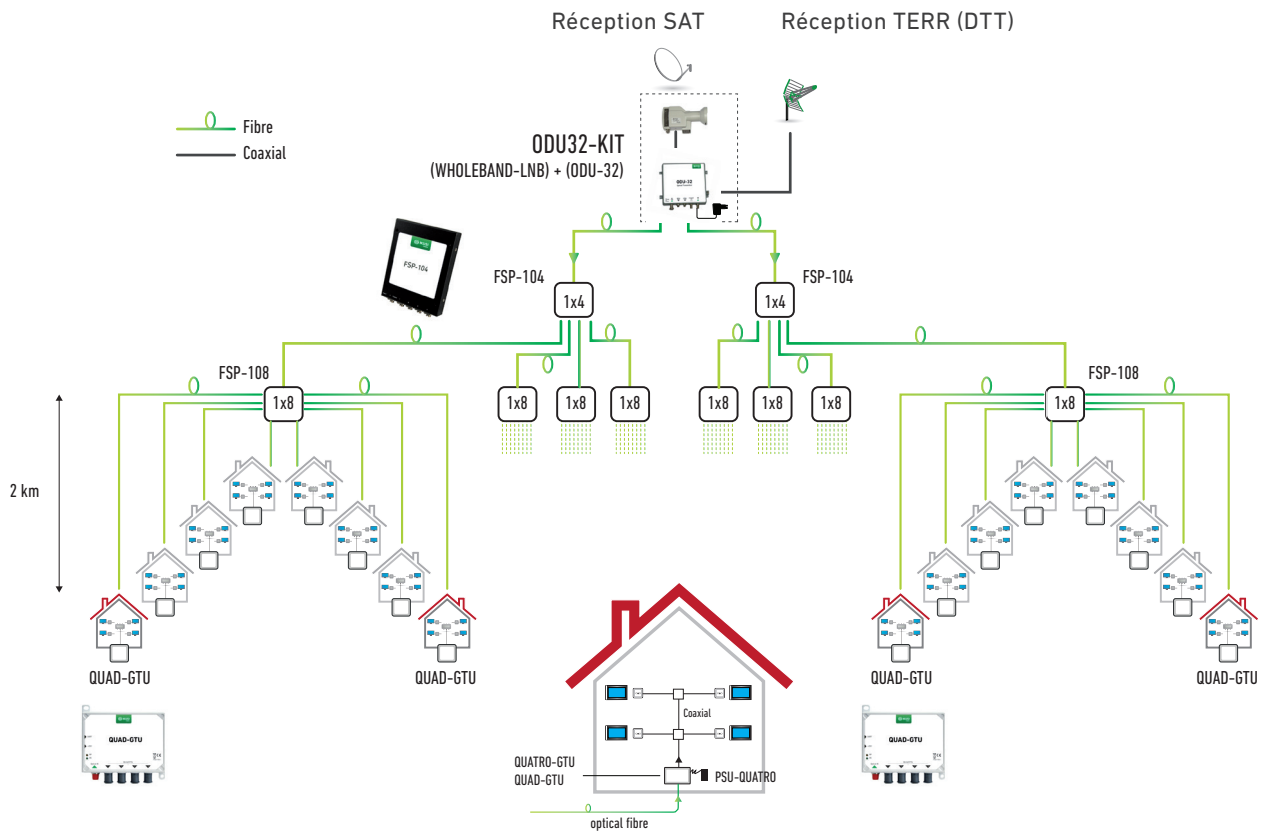 Réception SAT
Réception TERR (DTT)
Fibre
Coaxial
ODU32-KIT
(WHOLEBAND-LNB) + (ODU-32)
ODU-32
FSP-104
FSP-104
FSP-104
1x4
1x4
FSP-108
FSP-108
1x8
1x8
1x8
1x8
1x8
1x8
1x8
1x8
2 km
QUAD-GTU
QUAD-GTU
QUAD-GTU
QUAD-GTU
QUAD-GTU
QUAD-GTU
Coaxial
QUATRO-GTU
QUAD-GTU
PSU-QUATRO
optical fibre